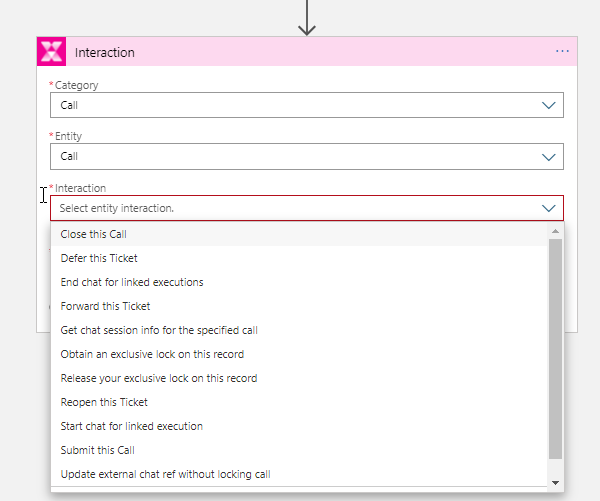 Interaction
...
*Category
Call
*Entity
Call
*Interaction
Select entity interaction.
Close this Call
Defer this Ticket
End chat for linked executions
Forward this Ticket
Get chat session info for the specified call
Obtain an exclusive lock on this record
Release your exclusive lock on this record
Reopen this Ticket
Start chat for linked execution
Submit this Call
Update external chat ref without locking call